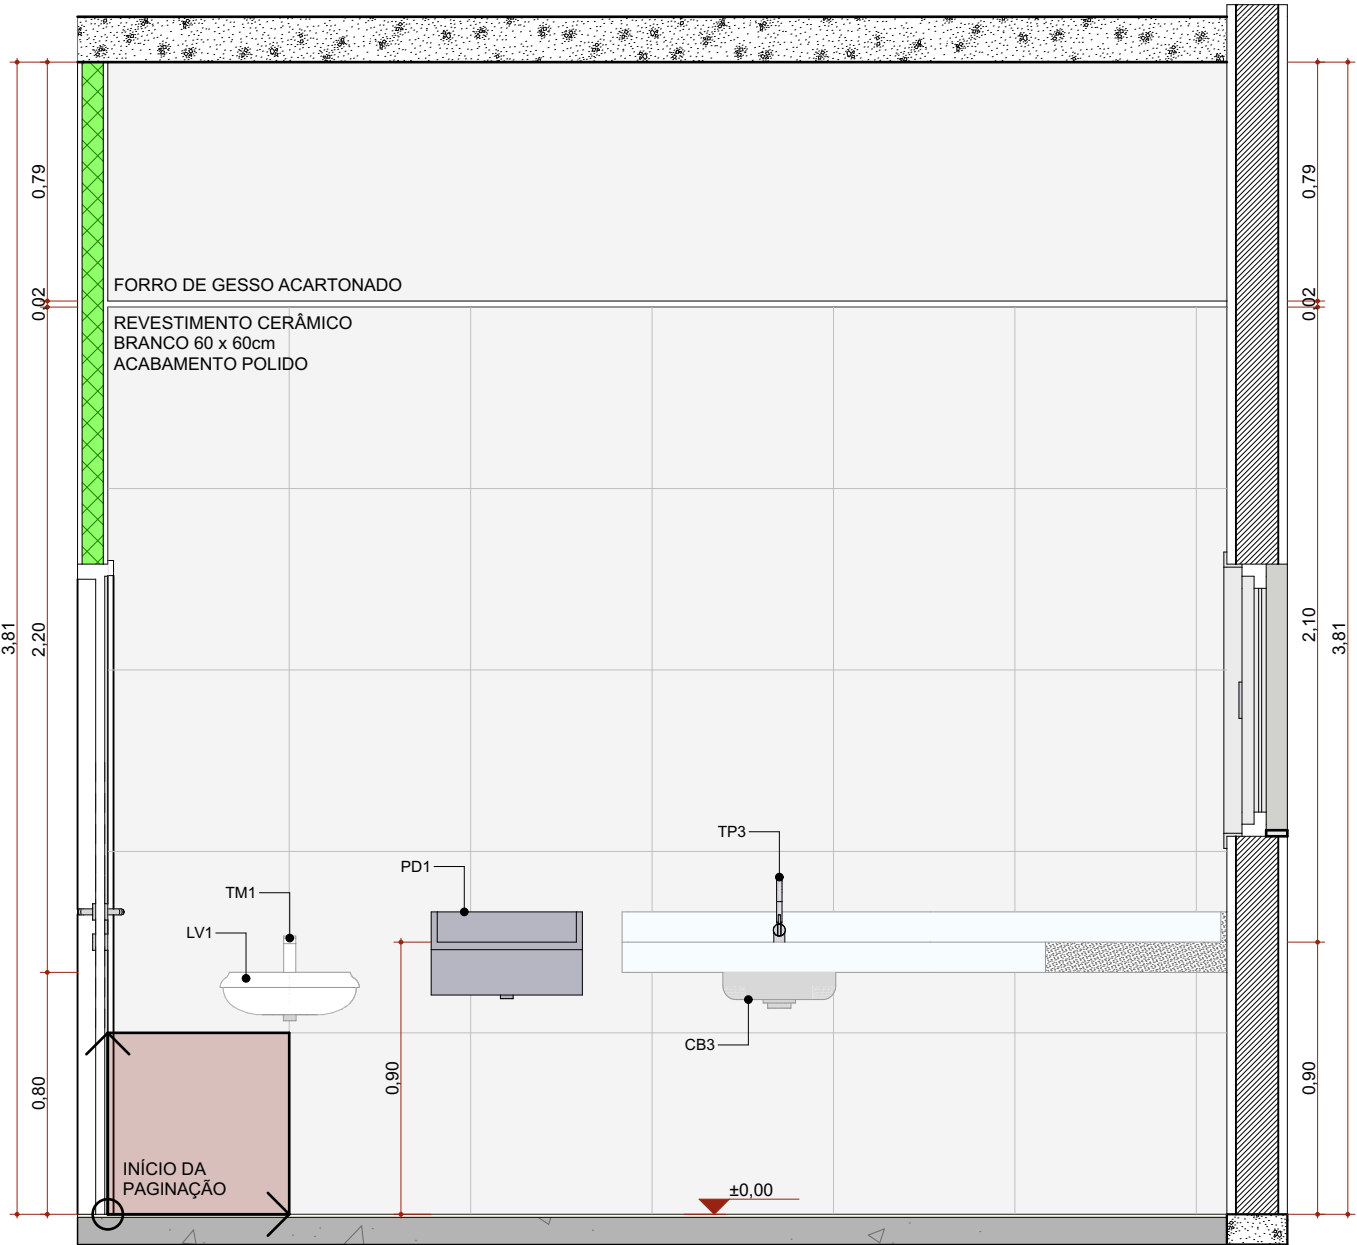 0,79
0,79
FORRO DE GESSO ACARTONADO
0,02
0,02
REVESTIMENTO CERÂMICO
BRANCO 60 x 60cm
ACABAMENTO POLIDO
3,81
2,20
2,10
3,81
TP3
PD1
TM1
LV1
CB3
0,80
0,90
0,90
INÍCIO DA
PAGINAÇÃO
±0,00